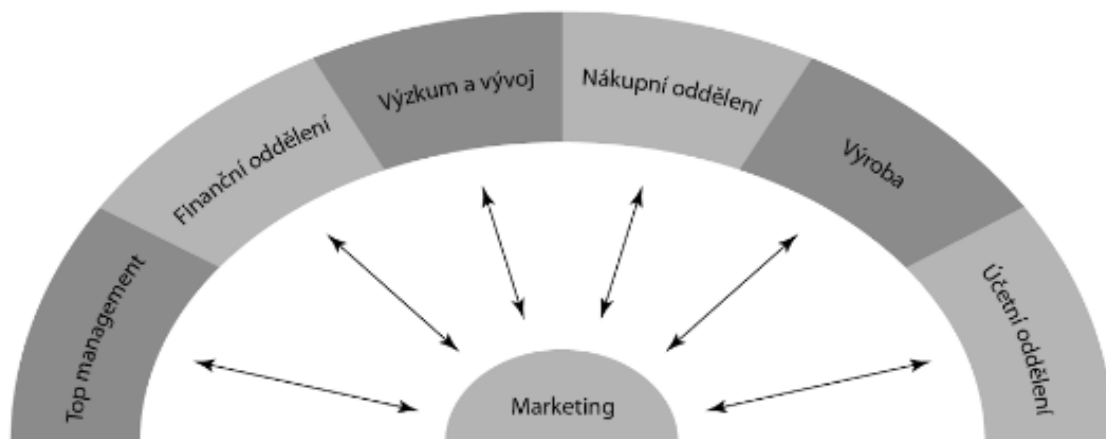 Top management
Finanční oddělení
Výzkum a vývoj
Nákupní oddělení
Výroba
Účetní oddělení
Marketing